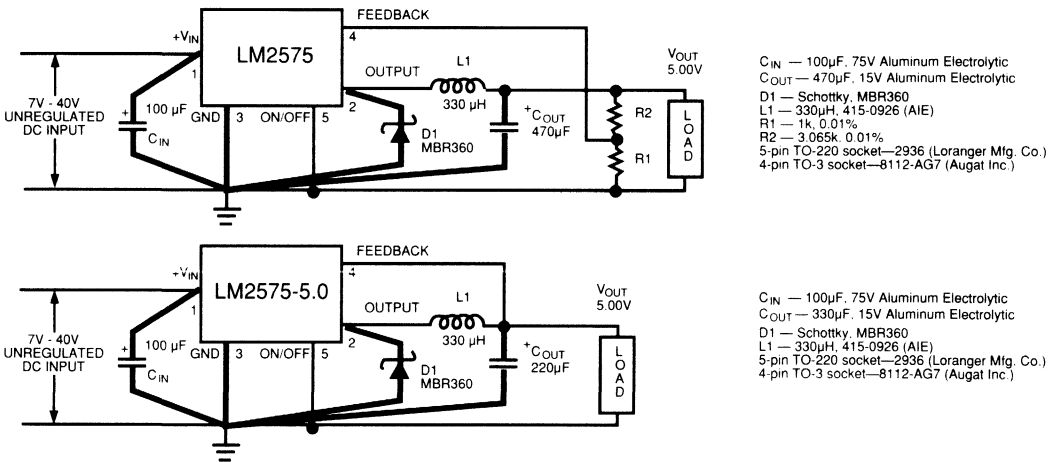 FEEDBACK
+VIN
4
LM2575
L1
VOUT
5.00V
1
OUTPUT
7V - 40V
UNREGULATED
DC INPUT
+
100 µF
CIN
GND
3
ON/OFF
5
2
330 µH
D1
MBR360
+COUT
470µF
R2
R1
LOAD
CIN — 100µF, 75V Aluminum Electrolytic
COUT — 470µF, 15V Aluminum Electrolytic
D1 — Schottky, MBR360
L1 — 330µH, 415-0926 (AIE)
R1 — 1k, 0.01%
R2 — 3.065k, 0.01%
5-pin TO-220 socket—2936 (Loranger Mfg. Co.)
4-pin TO-3 socket—8112-AG7 (Augat Inc.)
FEEDBACK
+VIN
4
LM2575-5.0
L1
VOUT
5.00V
1
OUTPUT
7V - 40V
UNREGULATED
DC INPUT
+
100 µF
CIN
GND
3
ON/OFF
5
2
330 µH
D1
MBR360
+COUT
220µF
LOAD
CIN — 100µF, 75V Aluminum Electrolytic
COUT — 330µF, 15V Aluminum Electrolytic
D1 — Schottky, MBR360
L1 — 330µH, 415-0926 (AIE)
5-pin TO-220 socket—2936 (Loranger Mfg. Co.)
4-pin TO-3 socket—8112-AG7 (Augat Inc.)